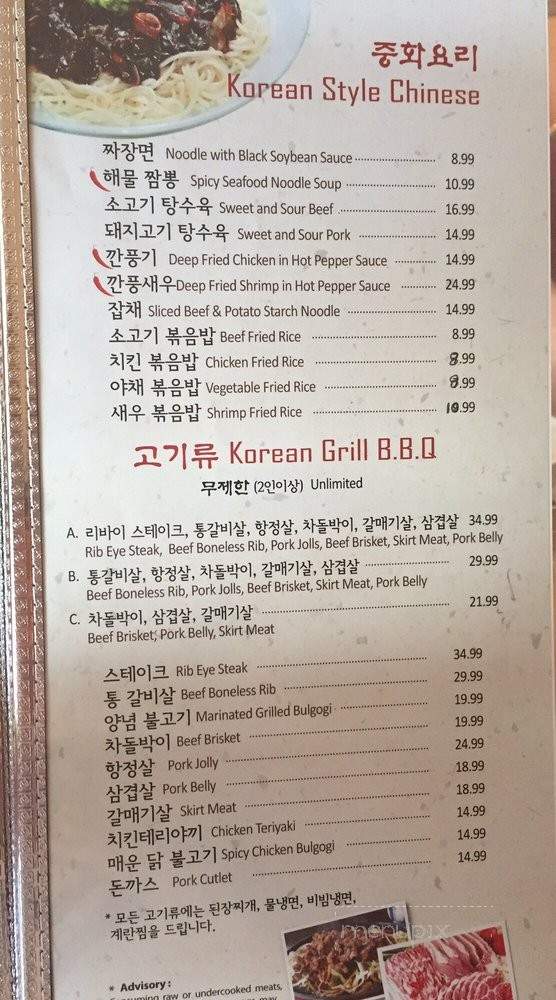 중화요리
Korean Style Chinese
짜장면 Noodle with Black Soybean Sauce 8.99
해물 짬뽕 Spicy Seafood Noodle Soup 10.99
소고기 탕수육 Sweet and Sour Beef 16.99
돼지고기 탕수육 Sweet and Sour Pork 14.99
깐풍기 Deep Fried Chicken in Hot Pepper Sauce 14.99
깐풍새우 Deep Fried Shrimp in Hot Pepper Sauce 24.99
잡채 Sliced Beef & Potato Starch Noodle 14.99
소고기 볶음밥 Beef Fried Rice 8.99
치킨 볶음밥 Chicken Fried Rice 8.99
야채 볶음밥 Vegetable Fried Rice 8.99
새우 볶음밥 Shrimp Fried Rice 10.99
고기류 Korean Grill B.B.Q
무제한 (2인이상) Unlimited
A. 리바이 스테이크, 통갈비살, 항정살, 차돌박이, 갈매기살, 삼겹살 34.99
Rib Eye Steak, Beef Boneless Rib, Pork Jolls, Beef Brisket, Skirt Meat, Pork Belly
B. 통갈비살, 항정살, 차돌박이, 갈매기살, 삼겹살 29.99
Beef Boneless Rib, Pork Jolls, Beef Brisket, Skirt Meat, Pork Belly
C. 차돌박이, 삼겹살, 갈매기살 21.99
Beef Brisket, Pork Belly, Skirt Meat
스테이크 Rib Eye Steak 34.99
통 갈비살 Beef Boneless Rib 29.99
양념 불고기 Marinated Grilled Bulgogi 19.99
차돌박이 Beef Brisket 19.99
항정살 Pork Jolly 24.99
삼겹살 Pork Belly 18.99
갈매기살 Skirt Meat 18.99
치킨테리야끼 Chicken Teriyaki 14.99
매운 닭 불고기 Spicy Chicken Bulgogi 14.99
돈까스 Pork Cutlet 14.99
* 모든 고기류에는 된장찌개, 물냉면, 비빔냉면,
계란찜을 드립니다.
menupix
* Advisory :
Consuming raw or undercooked meats,